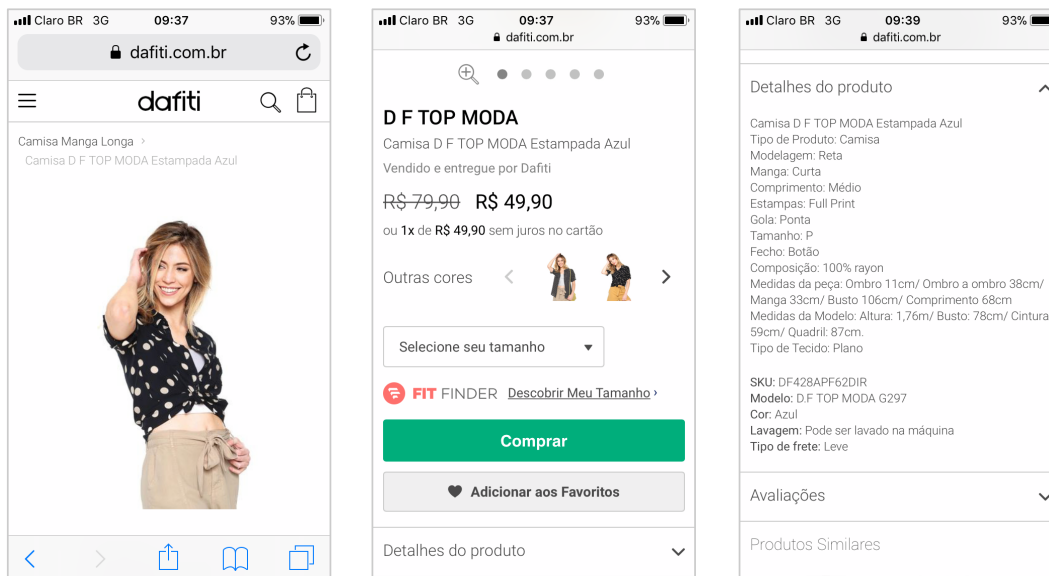 Claro BR 3G 09:37 93%
dafiti.com.br
dafiti
Camisa Manga Longa >
Camisa D F TOP MODA Estampada Azul
Claro BR 3G 09:37 93%
dafiti.com.br
D F TOP MODA
Camisa D F TOP MODA Estampada Azul
Vendido e entregue por Dafiti
R$ 79,90 R$ 49,90
ou 1x de R$ 49,90 sem juros no cartão
Outras cores
Selecione seu tamanho
FIT FINDER Descobrir Meu Tamanho ›
Comprar
Adicionar aos Favoritos
Detalhes do produto
Claro BR 3G 09:39 93%
dafiti.com.br
Detalhes do produto
Camisa D F TOP MODA Estampada Azul
Tipo de Produto: Camisa
Modelagem: Reta
Manga: Curta
Comprimento: Médio
Estampas: Full Print
Gola: Ponta
Tamanho: P
Fecho: Botão
Composição: 100% rayon
Medidas da peça: Ombro 11cm/ Ombro a ombro 38cm/
Manga 33cm/ Busto 106cm/ Comprimento 68cm
Medidas da Modelo: Altura: 1,76m/ Busto: 78cm/ Cintura
59cm/ Quadril: 87cm.
Tipo de Tecido: Plano
SKU: DF428APF62DIR
Modelo: D.F TOP MODA G297
Cor: Azul
Lavagem: Pode ser lavado na máquina
Tipo de frete: Leve
Avaliações
Produtos Similares